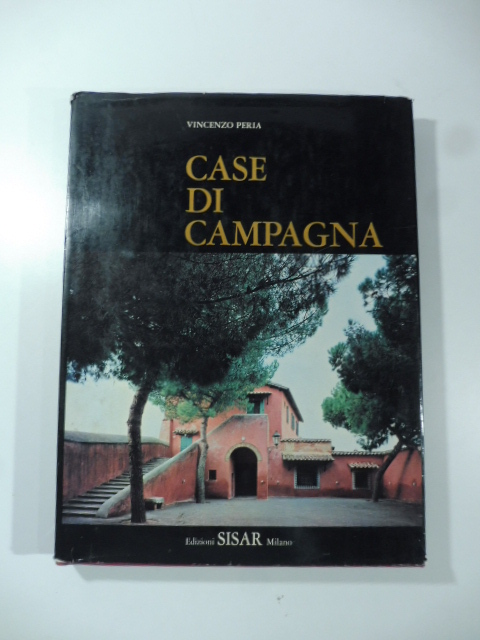 VINCENZO PERIA
CASE
DI
CAMPAGNA
Edizioni SISAR Milano